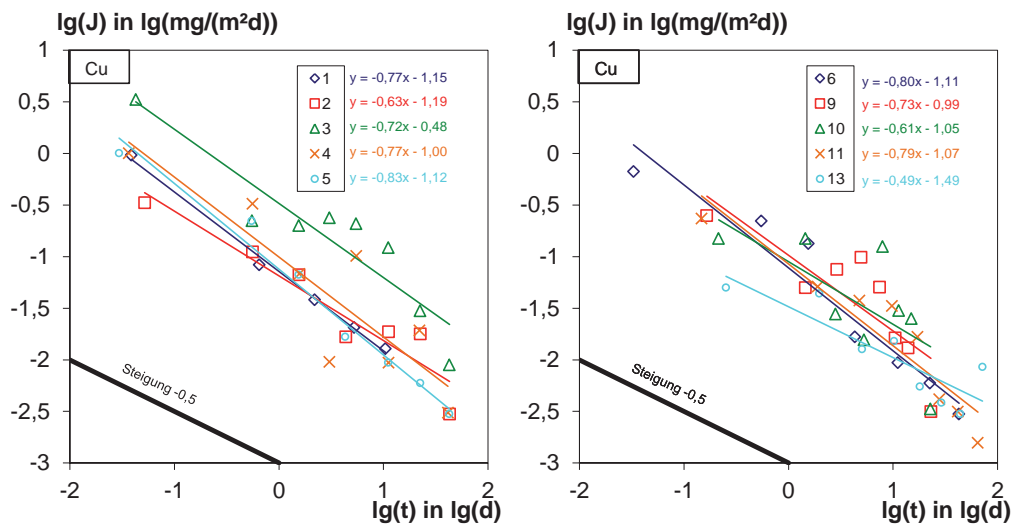 lg(J) in lg(mg/(m²d))
1
0,5
0
-0,5
-1
-1,5
-2
-2,5
-3
-2 -1 0 1 2
lg(t) in lg(d)
Cu
1 y = -0,77x - 1,15
2 y = -0,63x - 1,19
3 y = -0,72x - 0,48
4 y = -0,77x - 1,00
5 y = -0,83x - 1,12
Steigung -0,5
lg(J) in lg(mg/(m²d))
1
0,5
0
-0,5
-1
-1,5
-2
-2,5
-3
-2 -1 0 1 2
lg(t) in lg(d)
Cu
6 y = -0,80x - 1,11
9 y = -0,73x - 0,99
10 y = -0,61x - 1,05
11 y = -0,79x - 1,07
13 y = -0,49x - 1,49
Steigung -0,5